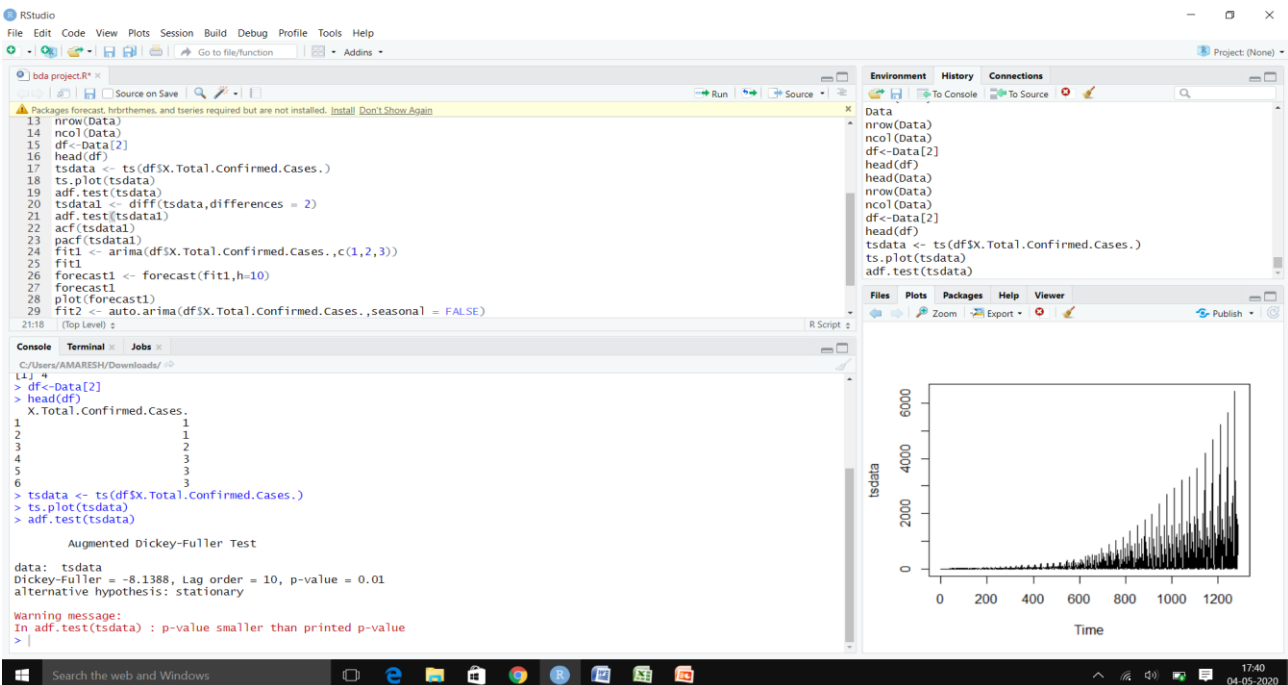 RStudio
File Edit Code View Plots Session Build Debug Profile Tools Help
Go to file/function Addins Project: (None)
bda project.R*
Source on Save Run Source
Packages forecast, hrbrthemes, and tseries required but are not installed. Install Don't Show Again
13 nrow(Data)
14 ncol(Data)
15 df<-Data[2]
16 head(df)
17 tsdata <- ts(df$X.Total.Confirmed.Cases.)
18 ts.plot(tsdata)
19 adf.test(tsdata)
20 tsdata1 <- diff(tsdata,differences = 2)
21 adf.test(tsdata1)
22 acf(tsdata1)
23 pacf(tsdata1)
24 fit1 <- arima(df$X.Total.Confirmed.Cases.,c(1,2,3))
25 fit1
26 forecast1 <- forecast(fit1,h=10)
27 forecast1
28 plot(forecast1)
29 fit2 <- auto.arima(df$X.Total.Confirmed.Cases.,seasonal = FALSE)
21:18 (Top Level) R Script
Console Terminal Jobs
C:/Users/AMARESH/Downloads/
[1] 4
> df<-Data[2]
> head(df)
X.Total.Confirmed.Cases.
1 1
2 1
3 2
4 3
5 3
6 3
> tsdata <- ts(df$X.Total.Confirmed.Cases.)
> ts.plot(tsdata)
> adf.test(tsdata)
Augmented Dickey-Fuller Test
data: tsdata
Dickey-Fuller = -8.1388, Lag order = 10, p-value = 0.01
alternative hypothesis: stationary
Warning message:
In adf.test(tsdata) : p-value smaller than printed p-value
>
Environment History Connections
To Console To Source
Data
nrow(Data)
ncol(Data)
df<-Data[2]
head(df)
head(Data)
nrow(Data)
ncol(Data)
df<-Data[2]
head(df)
tsdata <- ts(df$X.Total.Confirmed.Cases.)
ts.plot(tsdata)
adf.test(tsdata)
Files Plots Packages Help Viewer
Zoom Export Publish
tsdata
6000
4000
2000
0
0 200 400 600 800 1000 1200
Time
Search the web and Windows
17:40
04-05-2020